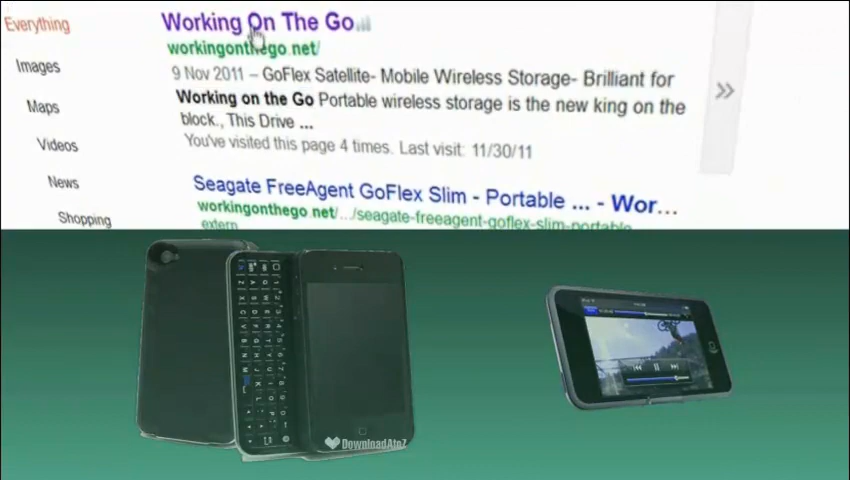 Everything
Images
Maps
Videos
News
Shopping
Working On The Go
workingonthego.net/
9 Nov 2011 – GoFlex Satellite- Mobile Wireless Storage- Brilliant for
Working on the Go Portable wireless storage is the new king on the
block., This Drive ...
You've visited this page 4 times. Last visit: 11/30/11
Seagate FreeAgent GoFlex Slim - Portable ... - Wor...
workingonthego.net/.../seagate-freeagent-goflex-slim-portable
extern
DownloadAtoZ